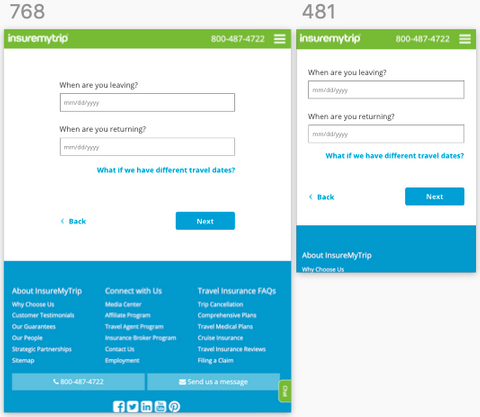 768
insuremytrip
800-487-4722
When are you leaving?
mm/dd/yyyy
When are you returning?
mm/dd/yyyy
What if we have different travel dates?
Back
Next
About InsureMyTrip
Why Choose Us
Customer Testimonials
Our Guarantees
Our People
Strategic Partnerships
Sitemap
Connect with Us
Media Center
Affiliate Program
Travel Agent Program
Insurance Broker Program
Contact Us
Employment
Travel Insurance FAQs
Trip Cancellation
Comprehensive Plans
Travel Medical Plans
Cruise Insurance
Travel Insurance Reviews
Filing a Claim
800-487-4722
Send us a message
Chat
481
insuremytrip
800-487-4722
When are you leaving?
mm/dd/yyyy
When are you returning?
mm/dd/yyyy
What if we have different travel dates?
Back
Next
About InsureMyTrip
Why Choose Us